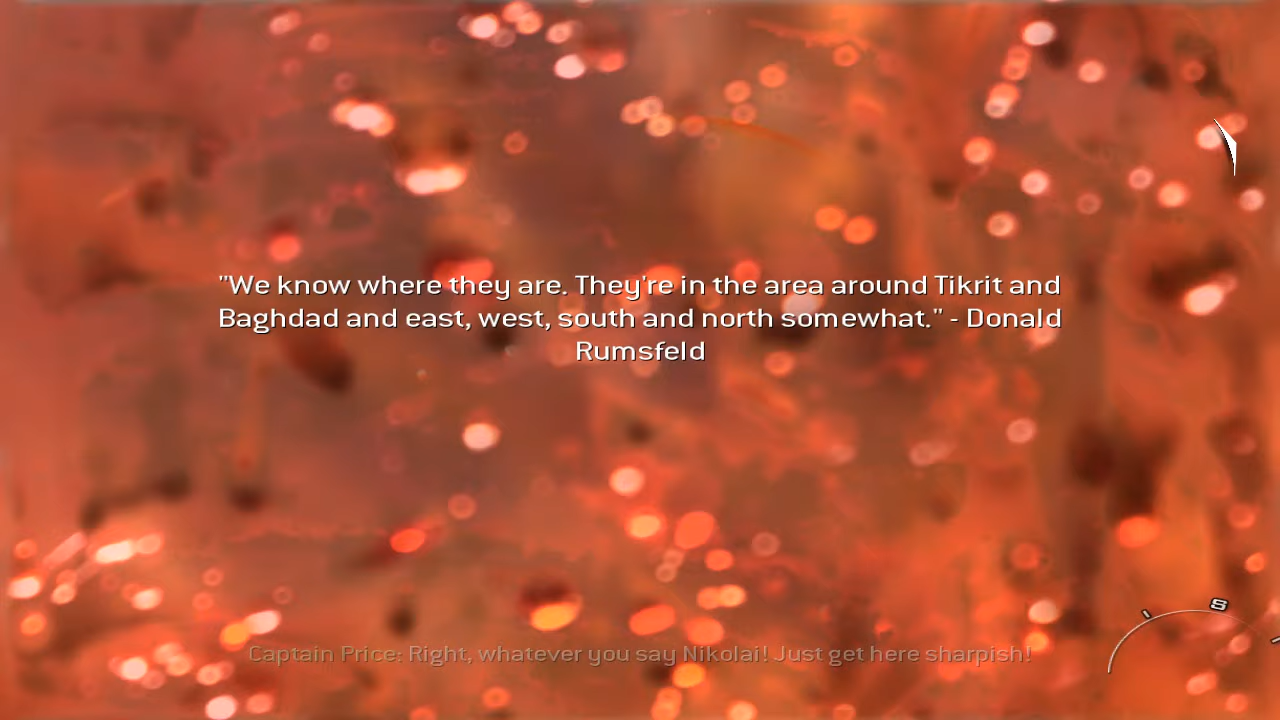 "We know where they are. They're in the area around Tikrit and
Baghdad and east, west, south and north somewhat." - Donald
Rumsfeld
S
Captain Price: Right, whatever you say Nikolai! Just get here sharpish!